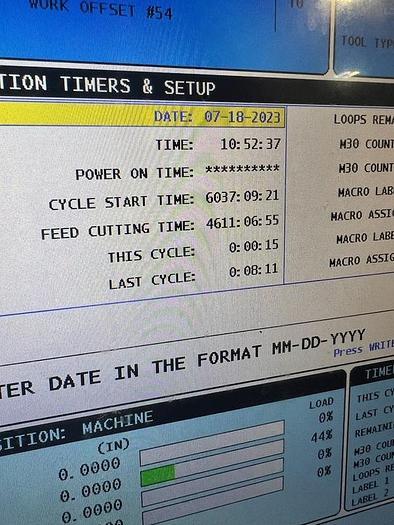 WORK OFFSET #54
TOOL TYP
TION TIMERS & SETUP
DATE: 07-18-2023
TIME: 10:52:37
POWER ON TIME: **********
CYCLE START TIME: 6037:09:21
FEED CUTTING TIME: 4611:06:55
THIS CYCLE: 0:00:15
LAST CYCLE: 0:08:11
LOOPS REMA
M30 COUNT
M30 COUNT
MACRO LAB
MACRO ASSIG
MACRO LABE
MACRO ASSIG
TER DATE IN THE FORMAT MM-DD-YYYY
Press WRITE
SITION: MACHINE
(IN)
LOAD
0.0000 0%
0.0000 44%
0.0000 0%
0%
TIME
THIS CY
LAST CY
REMAINI
M30 COU
M30 COU
LOOPS RE
LABEL 1
LABEL 2